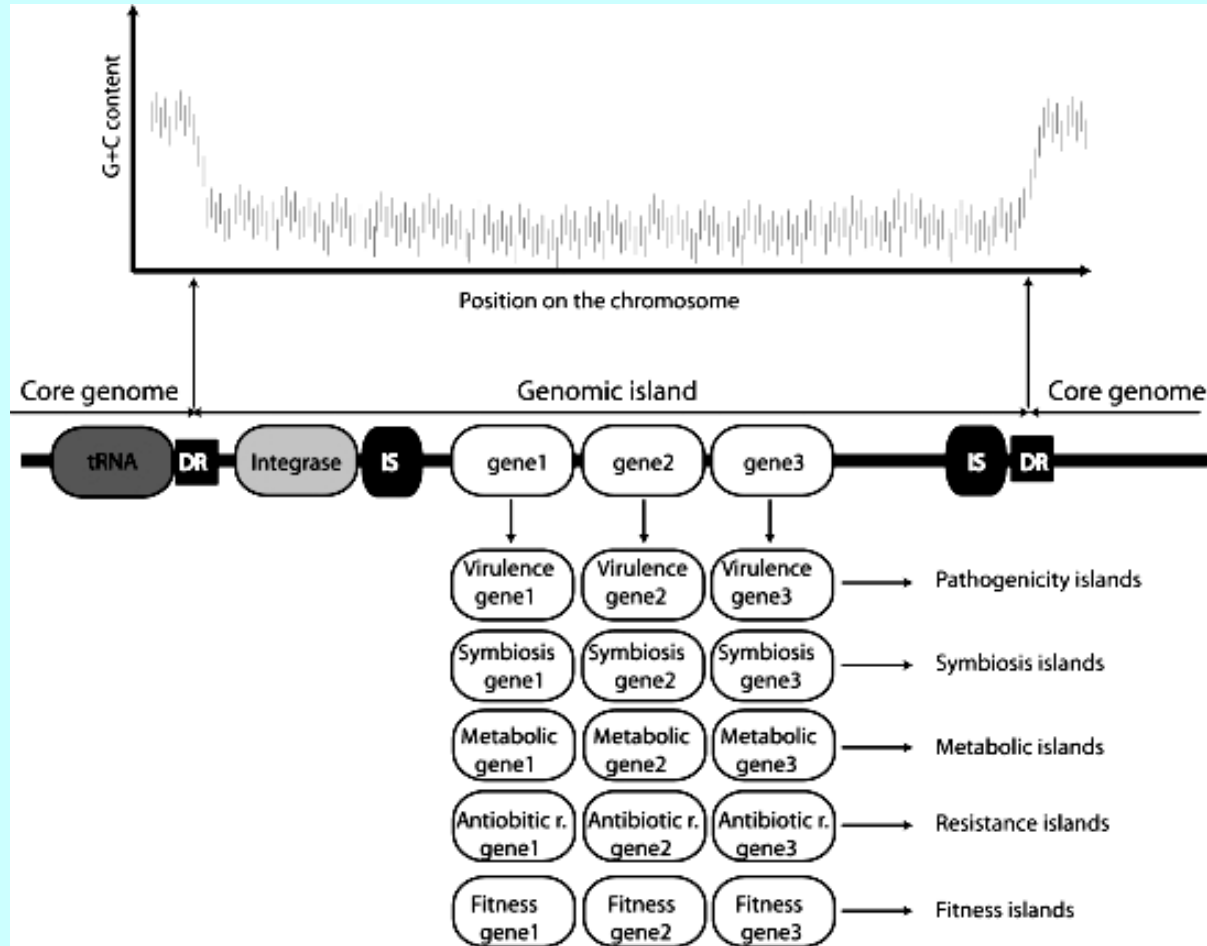 G+C content
Position on the chromosome
Core genome
Genomic island
Core genome
tRNA
DR
Integrase
IS
gene1
gene2
gene3
IS
DR
Virulence
gene1
Virulence
gene2
Virulence
gene3
Pathogenicity islands
Symbiosis
gene1
Symbiosis
gene2
Symbiosis
gene3
Symbiosis islands
Metabolic
gene1
Metabolic
gene2
Metabolic
gene3
Metabolic islands
Antiobitic r.
gene1
Antibiotic r.
gene2
Antibiotic r.
gene3
Resistance islands
Fitness
gene1
Fitness
gene2
Fitness
gene3
Fitness islands